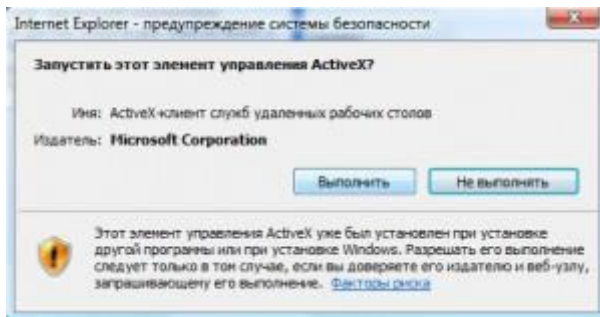 Internet Explorer - предупреждение системы безопасности
Запустить этот элемент управления ActiveX?
Имя: ActiveX-клиент служб удаленных рабочих столов
Издатель: Microsoft Corporation
Выполнить Не выполнять
Этот элемент управления ActiveX уже был установлен при установке
другой программы или при установке Windows. Разрешать его выполнение
следует только в том случае, если вы доверяете его издателю и веб-узлу,
запрашивающему его выполнение. Факторы риска